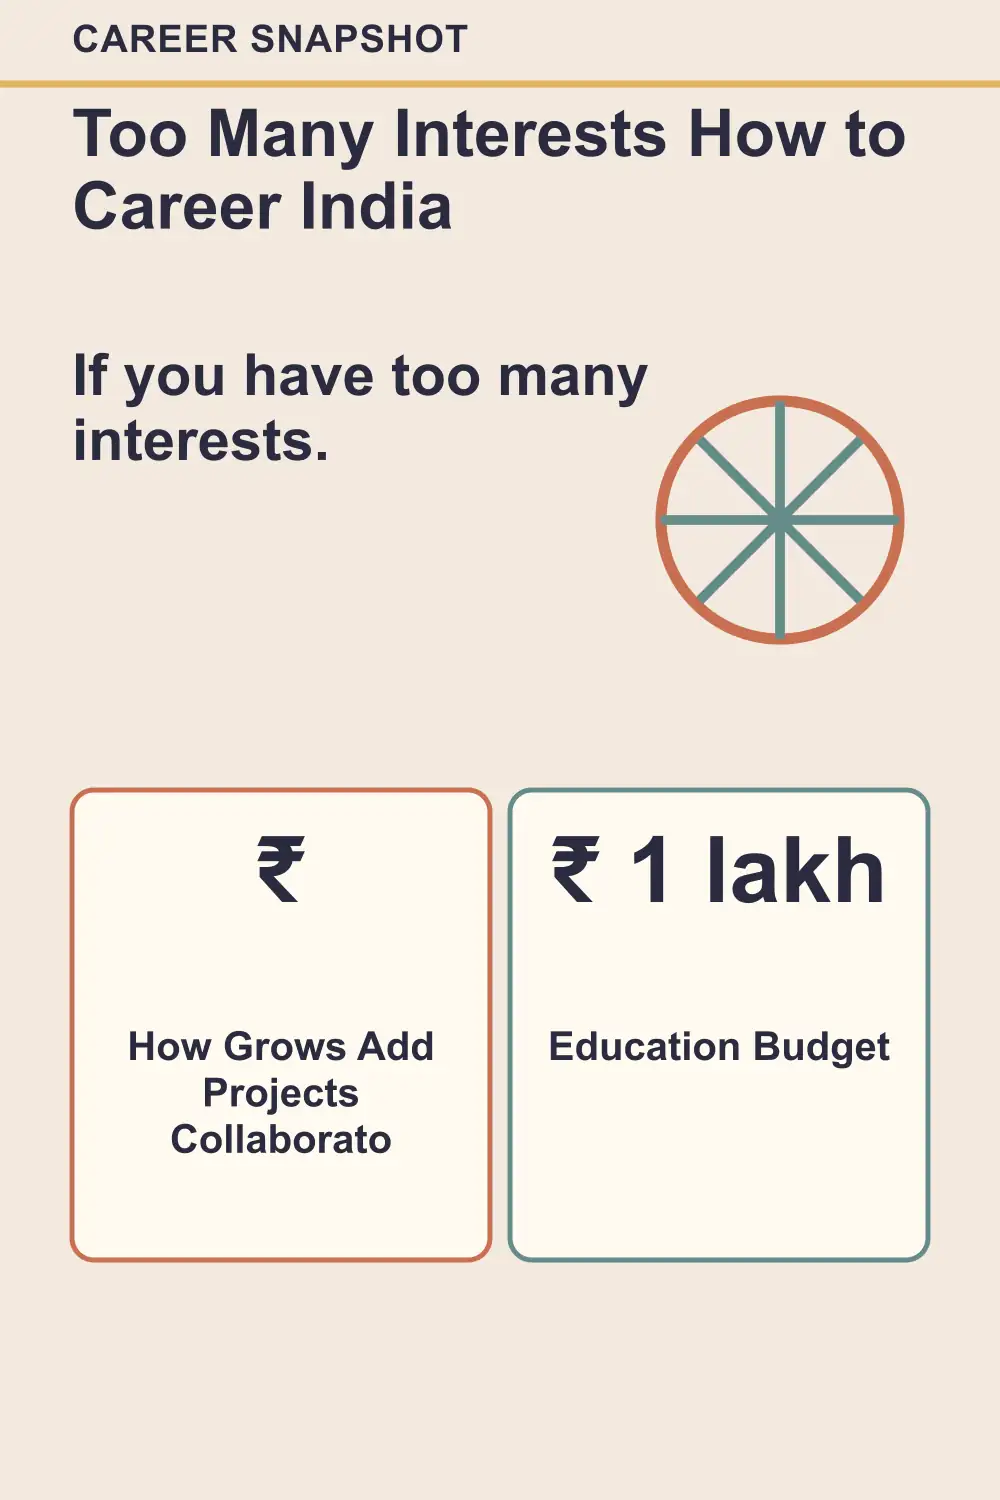 CAREER SNAPSHOT
Too Many Interests How to
Career India
If you have too many
interests.
₹
How Grows Add
Projects
Collaborato
₹ 1 lakh
Education Budget